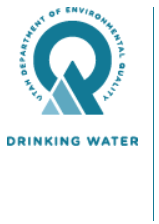 UTAH DEPARTMENT OF ENVIRONMENTAL QUALITY
DRINKING WATER